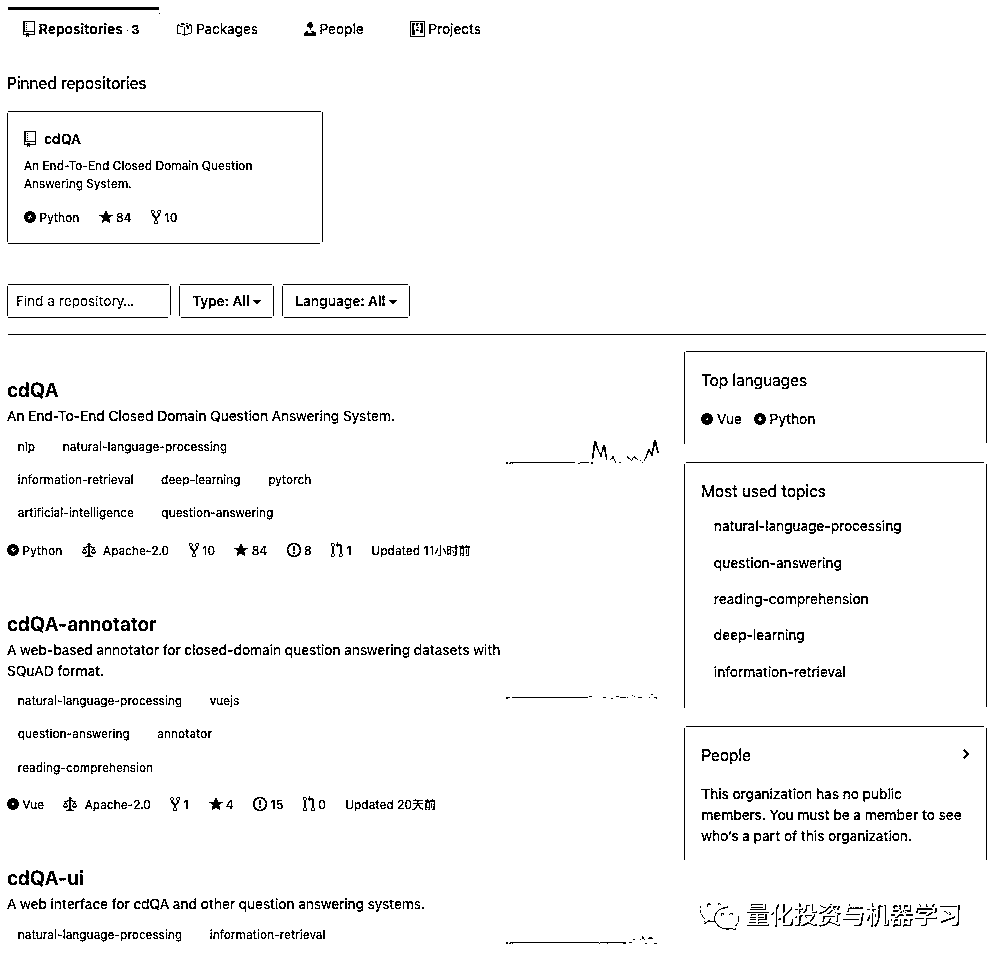 Repositories 3 Packages People Projects
Pinned repositories
cdQA
An End-To-End Closed Domain Question
Answering System.
Python 84 10
Find a repository... Type: All Language: All
cdQA
An End-To-End Closed Domain Question Answering System.
nlp natural-language-processing
information-retrieval deep-learning pytorch
artificial-intelligence question-answering
Python Apache-2.0 10 84 8 1 Updated 11小时前
cdQA-annotator
A web-based annotator for closed-domain question answering datasets with
SQuAD format.
natural-language-processing vuejs
question-answering annotator
reading-comprehension
Vue Apache-2.0 1 4 15 0 Updated 20天前
cdQA-ui
A web interface for cdQA and other question answering systems.
natural-language-processing information-retrieval
Top languages
Vue Python
Most used topics
natural-language-processing
question-answering
reading-comprehension
deep-learning
information-retrieval
People
This organization has no public
members. You must be a member to see
who's a part of this organization.
量化投资与机器学习